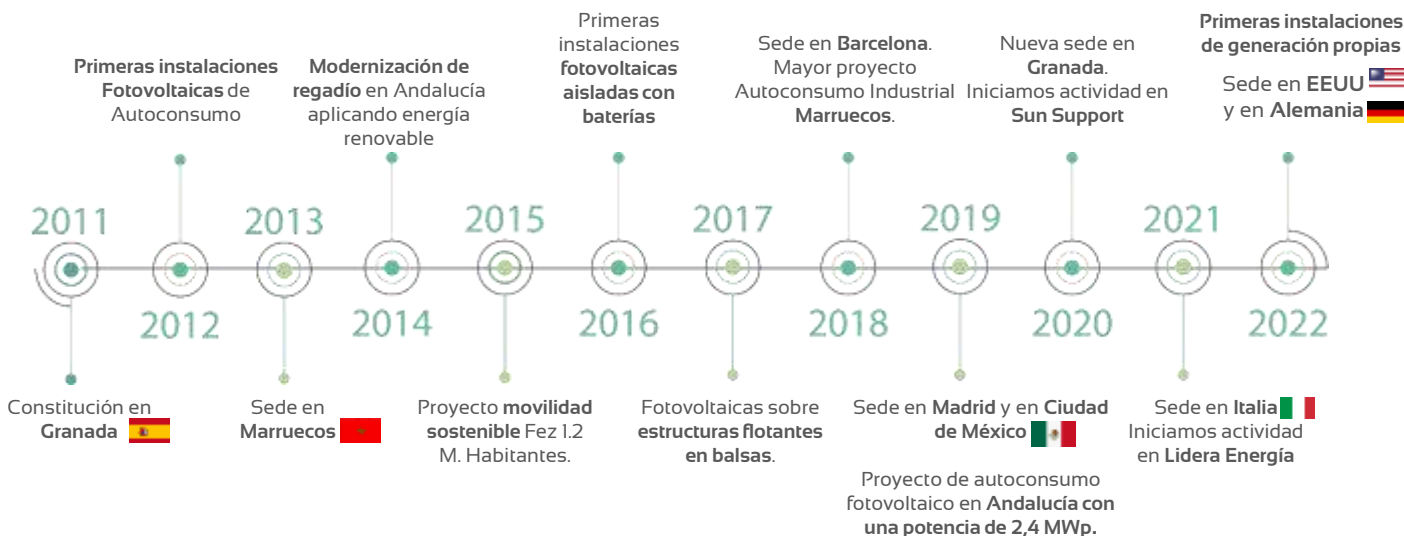 2011
Constitución en
Granada
2012
Primeras instalaciones
Fotovoltaicas de
Autoconsumo
2013
Sede en
Marruecos
2014
Modernización de
regadío en Andalucía
aplicando energía
renovable
2015
Proyecto movilidad
sostenible Fez 1.2
M. Habitantes.
2016
Primeras
instalaciones
fotovoltaicas
aisladas con
baterías
2017
Fotovoltaicas sobre
estructuras flotantes
en balsas.
2018
Sede en Barcelona.
Mayor proyecto
Autoconsumo Industrial
Marruecos.
2019
Sede en Madrid y en Ciudad
de México
Proyecto de autoconsumo
fotovoltaico en Andalucía con
una potencia de 2,4 MWp.
2020
Nueva sede en
Granada.
Iniciamos actividad en
Sun Support
2021
Sede en Italia
Iniciamos actividad
en Lidera Energía
2022
Primeras instalaciones
de generación propias
Sede en EEUU
y en Alemania